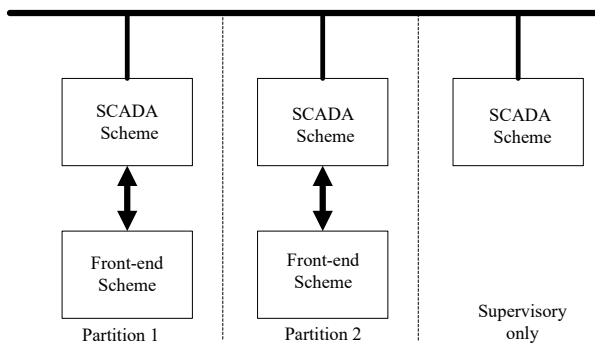 SCADA
Scheme
SCADA
Scheme
SCADA
Scheme
Front-end
Scheme
Front-end
Scheme
Partition 1
Partition 2
Supervisory
only